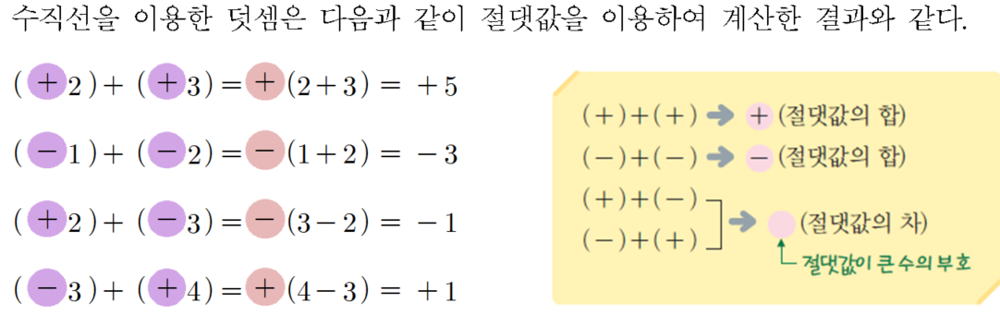 수직선을 이용한 덧셈은 다음과 같이 절댓값을 이용하여 계산한 결과와 같다.
(+2)+(+3)=+(2+3)=+5
(-1)+(-2)=-(1+2)=-3
(+2)+(-3)=-(3-2)=-1
(-3)+(+4)=+(4-3)=+1
(+)+(+) ➔ + (절댓값의 합)
(-)+(-) ➔ - (절댓값의 합)
(+)+(-)
(-)+(+)
➔ (절댓값의 차)
절댓값이 큰 수의 부호